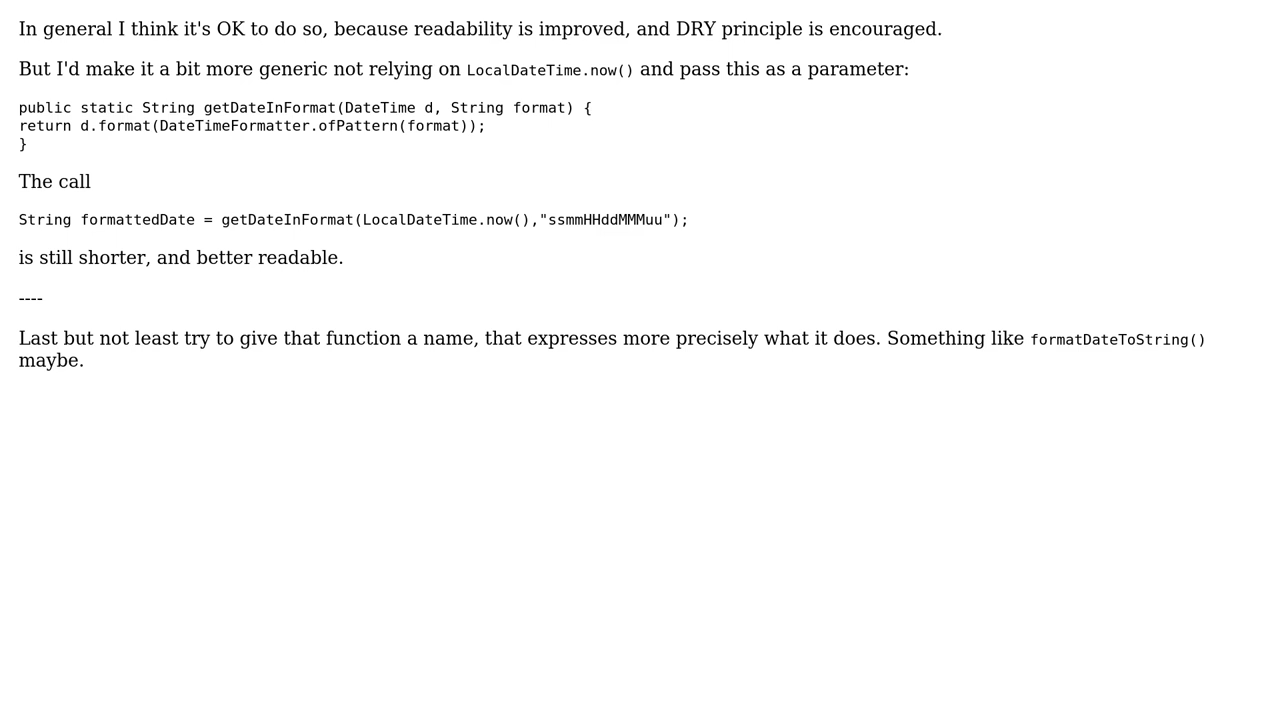 In general I think it's OK to do so, because readability is improved, and DRY principle is encouraged.
But I'd make it a bit more generic not relying on LocalDateTime.now() and pass this as a parameter:
public static String getDateInFormat(DateTime d, String format) {
return d.format(DateTimeFormatter.ofPattern(format));
}
The call
String formattedDate = getDateInFormat(LocalDateTime.now(),"ssmmHHddMMMuu");
is still shorter, and better readable.
----
Last but not least try to give that function a name, that expresses more precisely what it does. Something like formatDateToString()
maybe.